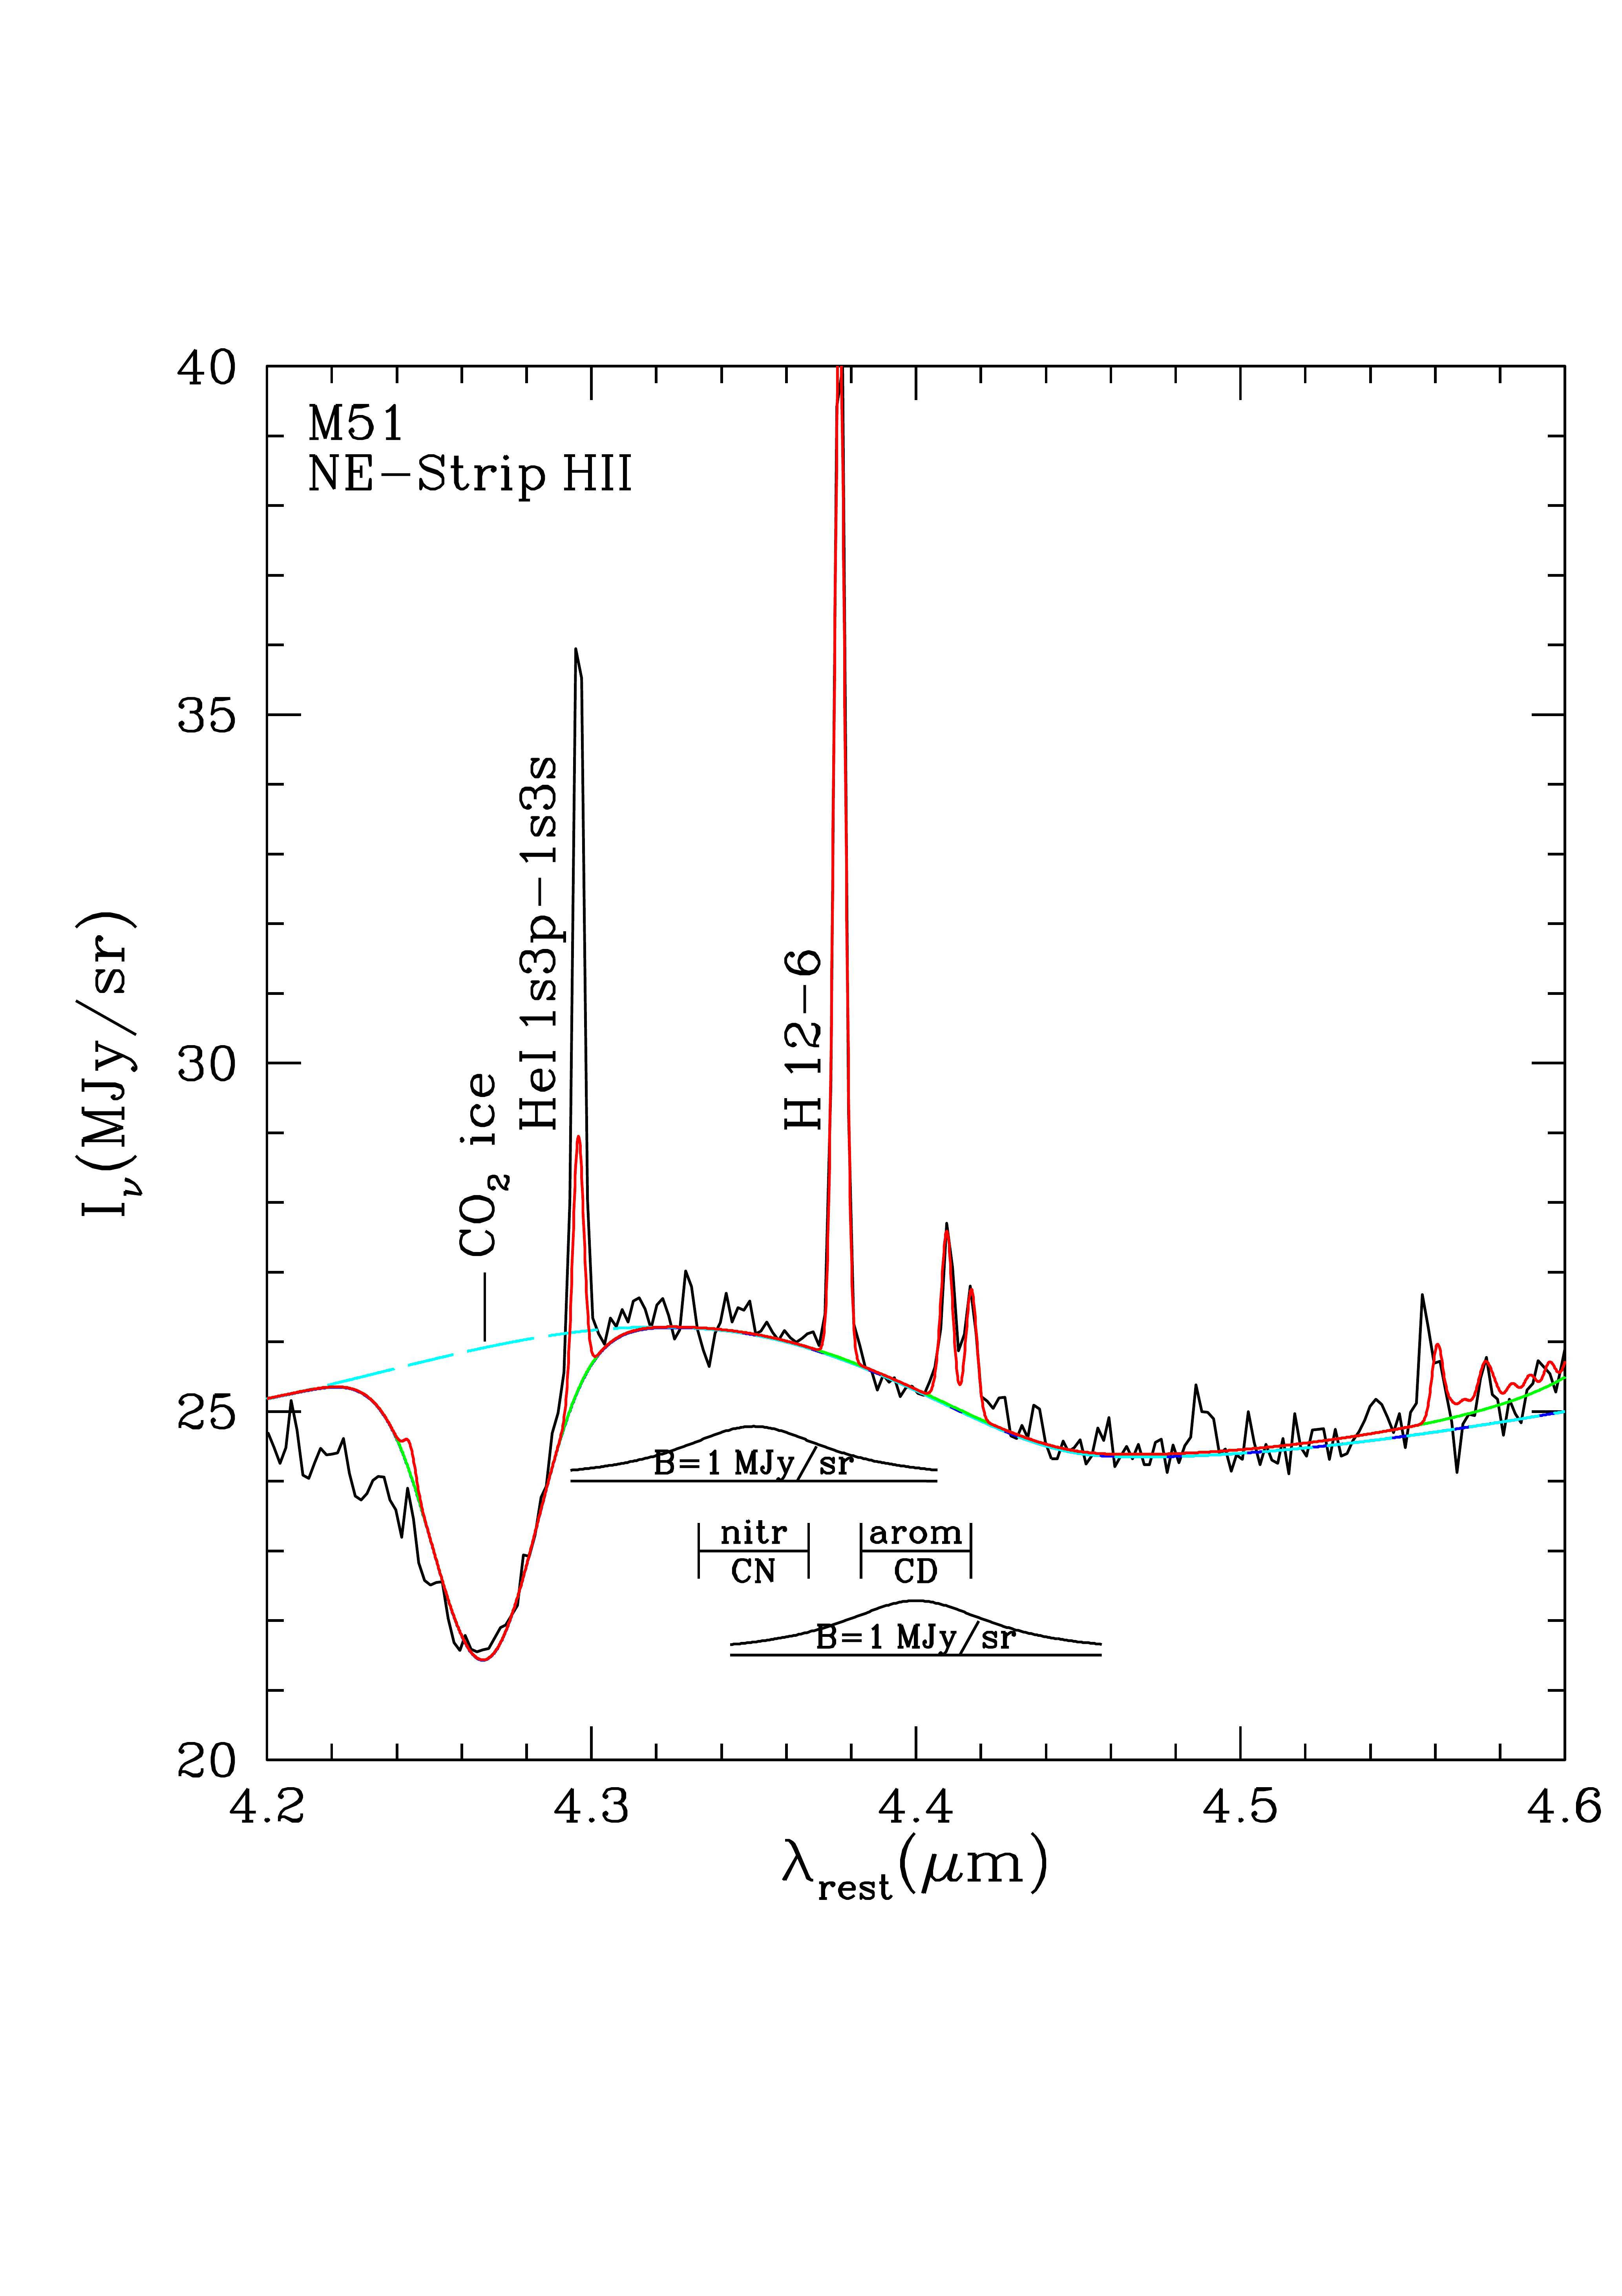 M51
NE-Strip HII
40
35
30
25
20
I_ν(MJy/sr)
CO₂ ice
HeI 1s3p-1s3s
H 12-6
B=1 MJy/sr
nitr
CN
arom
CD
B=1 MJy/sr
4.2 4.3 4.4 4.5 4.6
λ_rest(μm)